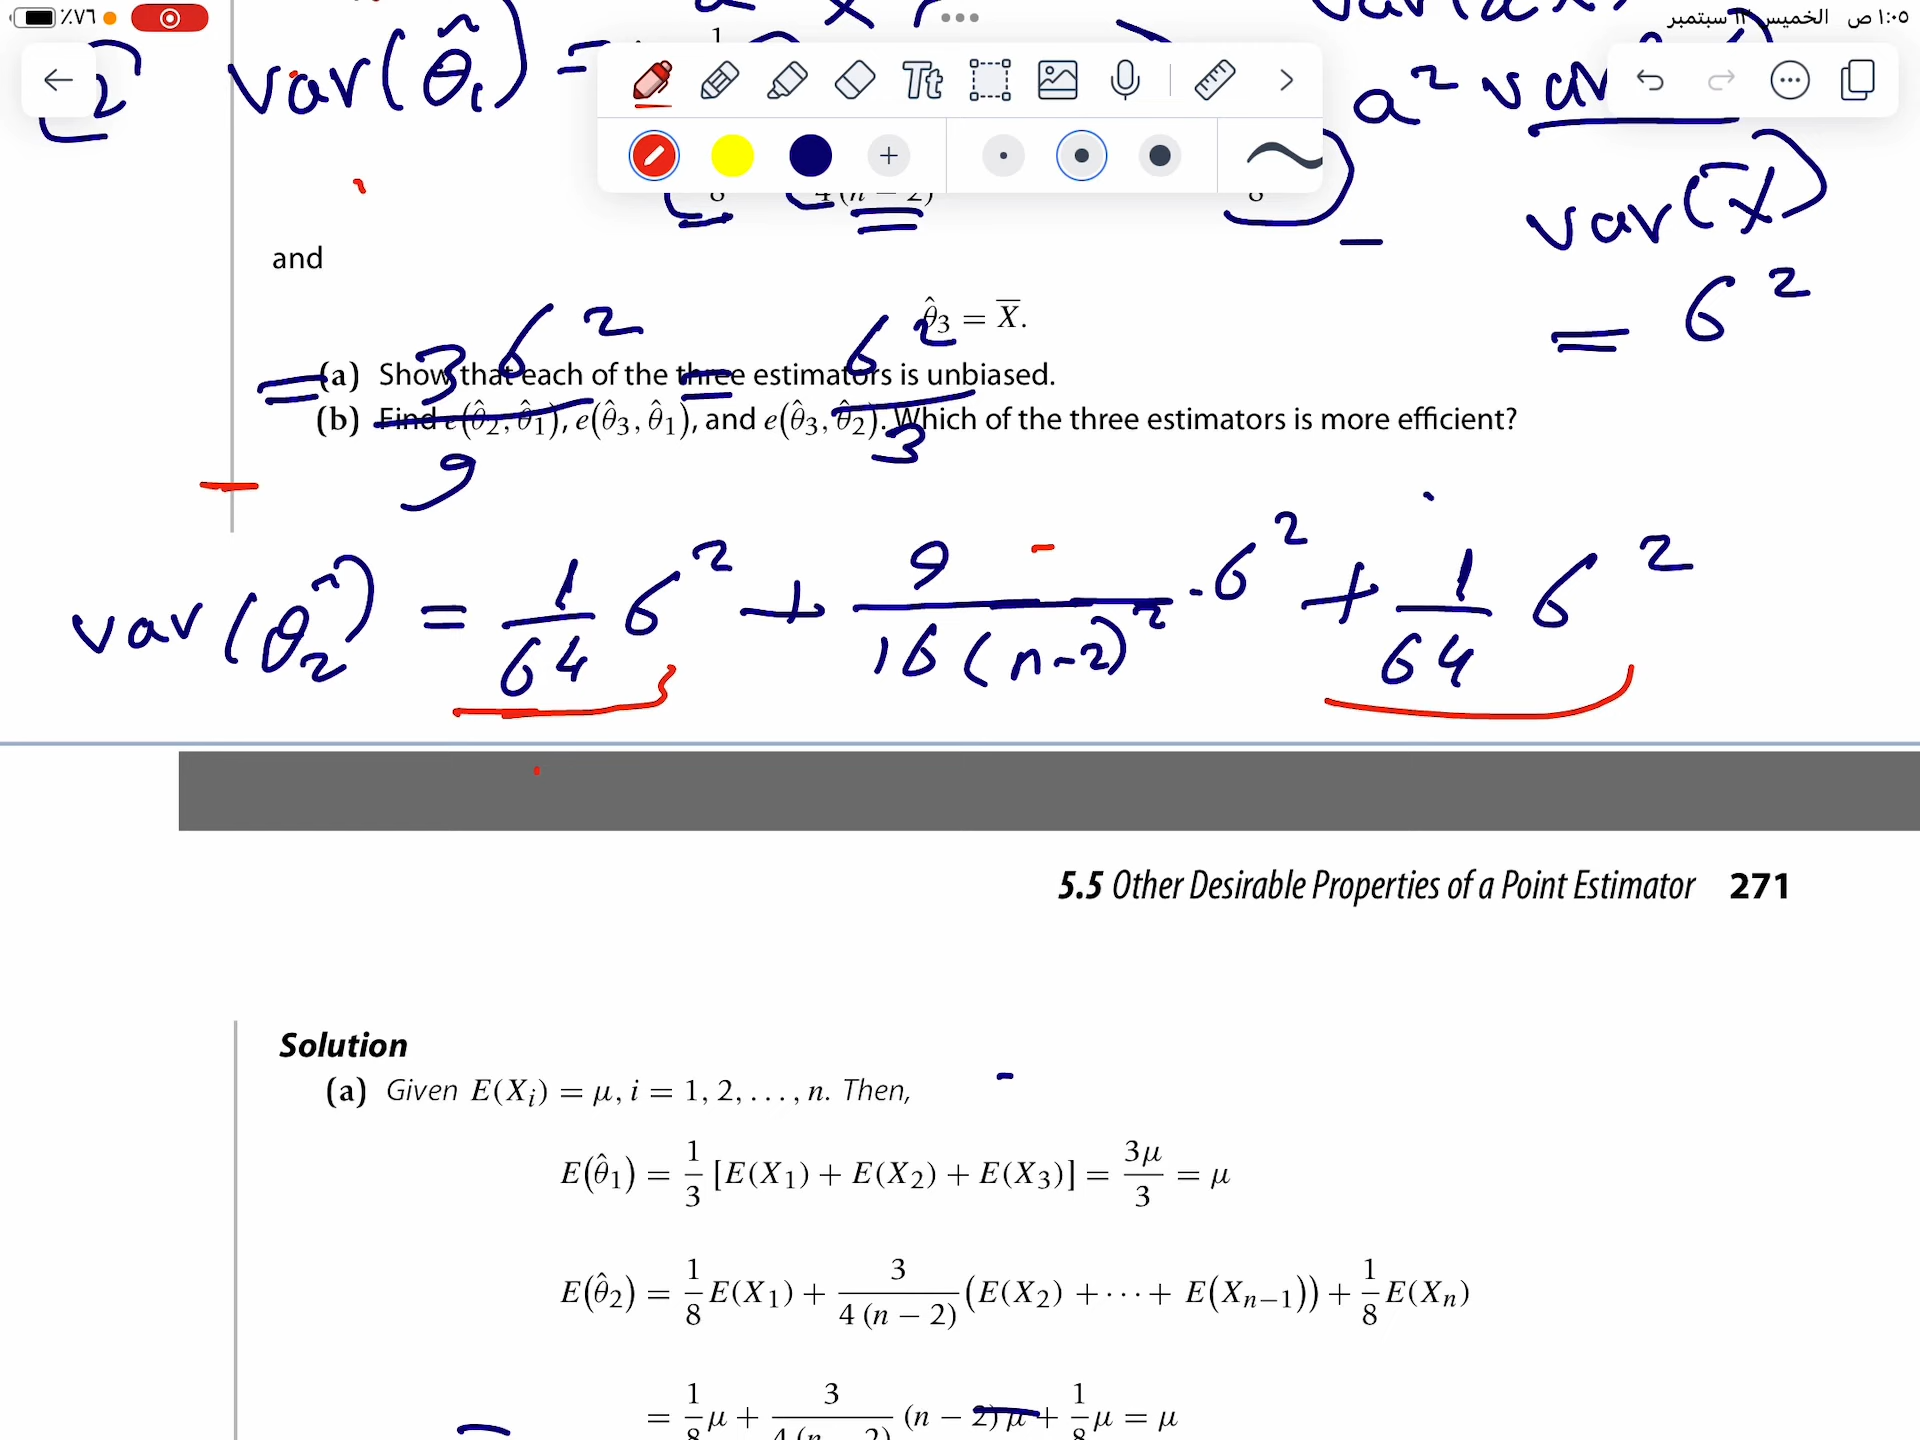 ٪٧٦
١:٠٥ ص الخميس ١٢ سبتمبر
2 var(θ̂₁) =
a² var
4 (n − 2)
var(X)
= σ²
and
θ̂₃ = X̄.
= 3σ² / 9 = σ² / 3
(a) Show that each of the three estimators is unbiased.
(b) Find e(θ̂₂, θ̂₁), e(θ̂₃, θ̂₁), and e(θ̂₃, θ̂₂). Which of the three estimators is more efficient?
var(θ̂₂) = 1/64 σ² + 9/16(n-2)² · σ² + 1/64 σ²
5.5 Other Desirable Properties of a Point Estimator 271
Solution
(a) Given E(Xᵢ) = μ, i = 1, 2, . . . , n. Then,
E(θ̂₁) = 1/3 [E(X₁) + E(X₂) + E(X₃)] = 3μ/3 = μ
E(θ̂₂) = 1/8 E(X₁) + 3/4 (n − 2) (E(X₂) + · · · + E(Xₙ₋₁)) + 1/8 E(Xₙ)
= 1/8 μ + 3/4 (n − 2) (n − 2) μ + 1/8 μ = μ